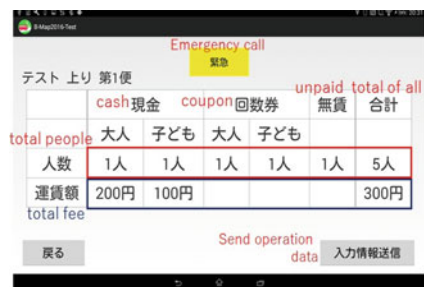 B-Map2016-Test
Emergency call
緊急
テスト 上り 第1便
unpaid total of all
cash 現金 coupon 回数券 無賃 合計
total people 大人 子ども 大人 子ども
人数 1人 1人 1人 1人 1人 5人
運賃額 200円 100円 300円
total fee
Send operation
data
戻る 入力情報送信